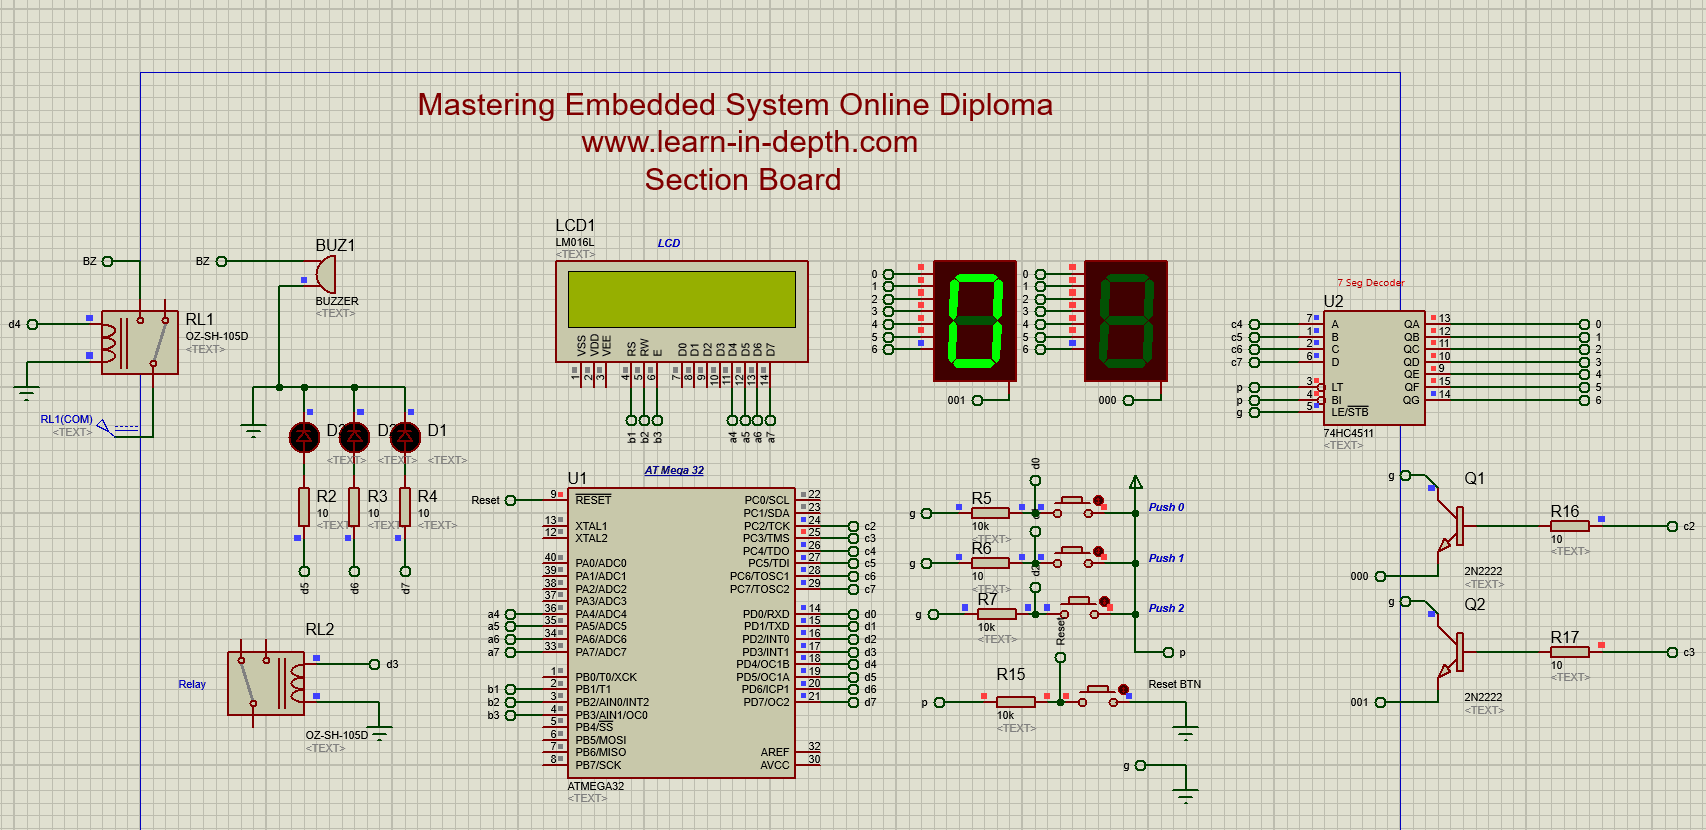 Mastering Embedded System Online Diploma
www.learn-in-depth.com
Section Board
BZ
d4
RL1
OZ-SH-105D
<TEXT>
RL1(COM)
<TEXT>
BZ
BUZ1
BUZZER
<TEXT>
D2
D1
<TEXT>
<TEXT>
<TEXT>
R2
10
<TEXT>
R3
10
<TEXT>
R4
10
<TEXT>
d5
d6
d7
RL2
d3
Relay
OZ-SH-105D
<TEXT>
LCD1
LM016L
<TEXT>
LCD
VSS
VDD
VEE
RS
RW
E
D0
D1
D2
D3
D4
D5
D6
D7
1
2
3
4
5
6
7
8
9
10
11
12
13
14
b1
b2
b3
a4
a5
a6
a7
0
1
2
3
4
5
6
001
0
1
2
3
4
5
6
000
7 Seg Decoder
U2
c4 7 A QA 13 0
c5 1 B QB 12 1
c6 2 C QC 11 2
c7 6 D QD 10 3
QE 9 4
p 3 LT QF 15 5
p 4 BI QG 14 6
g 5 LE/STB
74HC4511
<TEXT>
U1
AT Mega 32
Reset 9 RESET PC0/SCL 22
PC1/SDA 23
13 XTAL1 PC2/TCK 24 c2
12 XTAL2 PC3/TMS 25 c3
PC4/TDO 26 c4
40 PA0/ADC0 PC5/TDI 27 c5
39 PA1/ADC1 PC6/TOSC1 28 c6
38 PA2/ADC2 PC7/TOSC2 29 c7
37 PA3/ADC3
a4 36 PA4/ADC4 PD0/RXD 14 d0
a5 35 PA5/ADC5 PD1/TXD 15 d1
a6 34 PA6/ADC6 PD2/INT0 16 d2
a7 33 PA7/ADC7 PD3/INT1 17 d3
PD4/OC1B 18 d4
1 PB0/T0/XCK PD5/OC1A 19 d5
b1 2 PB1/T1 PD6/ICP1 20 d6
b2 3 PB2/AIN0/INT2 PD7/OC2 21 d7
b3 4 PB3/AIN1/OC0
5 PB4/SS
6 PB5/MOSI
7 PB6/MISO AREF 32
8 PB7/SCK AVCC 30
ATMEGA32
<TEXT>
d0
g
R5
10k
<TEXT>
Push 0
g
R6
10
<TEXT>
Push 1
g
R7
10k
<TEXT>
Push 2
Reset
p
p
R15
10k
<TEXT>
Reset BTN
g
g
Q1
R16
10
<TEXT>
c2
000
2N2222
<TEXT>
g
Q2
R17
10
<TEXT>
c3
001
2N2222
<TEXT>